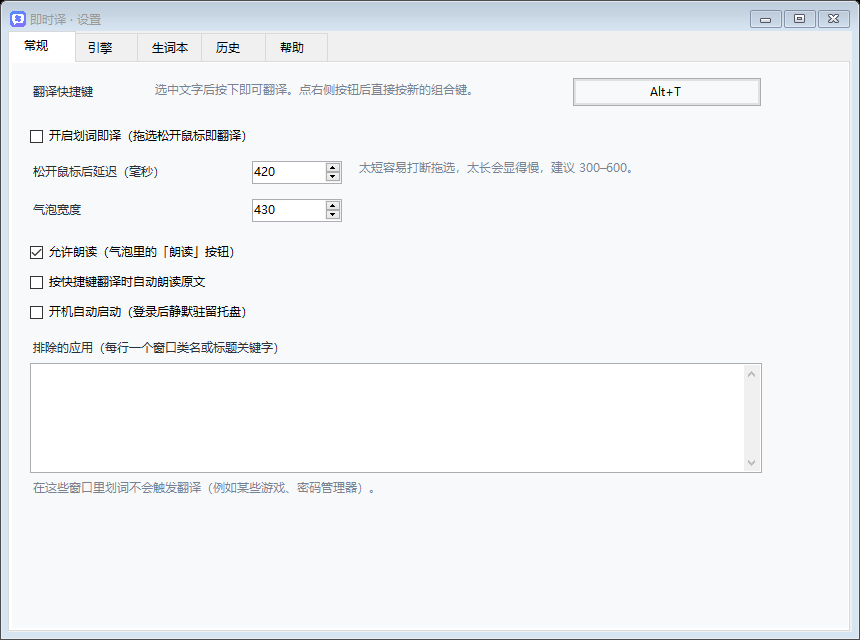 即时译 · 设置
常规 引擎 生词本 历史 帮助
翻译快捷键 选中文字后按下即可翻译。点右侧按钮后直接按新的组合键。 Alt+T
开启划词即译（拖选松开鼠标即翻译）
松开鼠标后延迟（毫秒） 420 太短容易打断拖选，太长会显得慢，建议 300–600。
气泡宽度 430
允许朗读（气泡里的「朗读」按钮）
按快捷键翻译时自动朗读原文
开机自动启动（登录后静默驻留托盘）
排除的应用（每行一个窗口类名或标题关键字）
在这些窗口里划词不会触发翻译（例如某些游戏、密码管理器）。